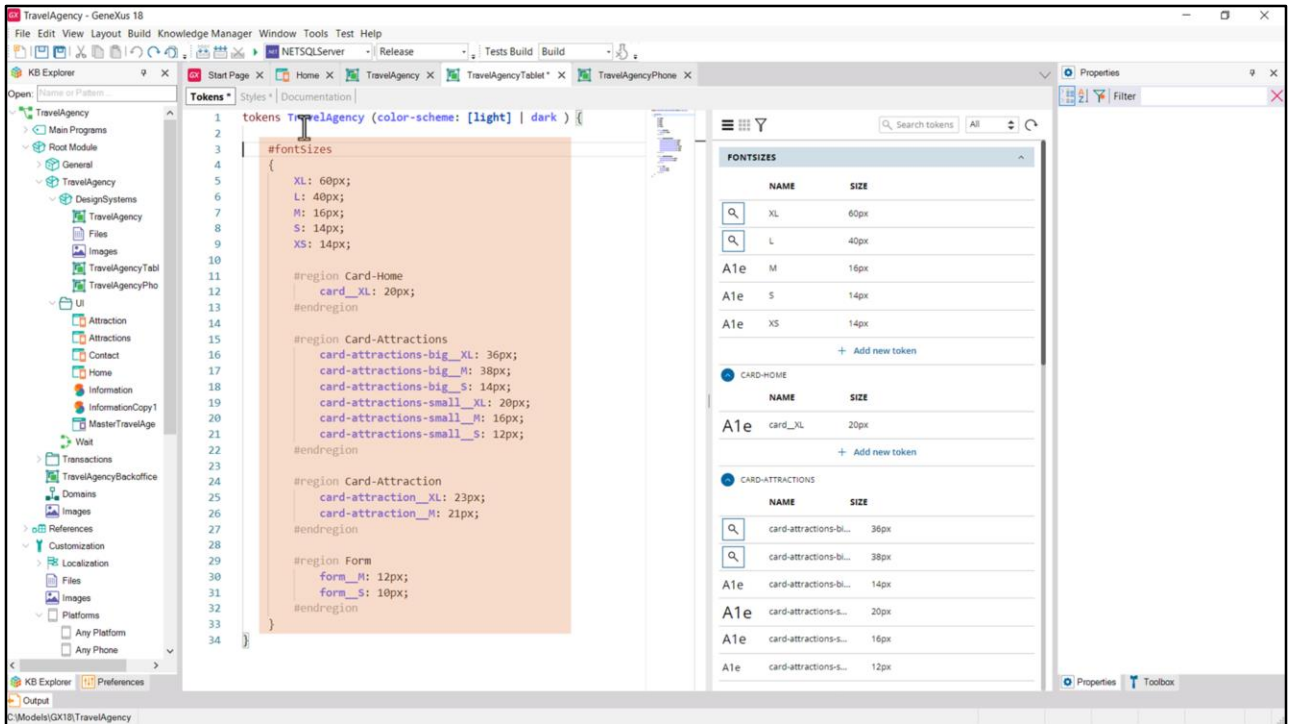 TravelAgency - GeneXus 18
File Edit View Layout Build Knowledge Manager Window Tools Test Help
NETSQLServer Release Tests Build Build
KB Explorer
Open: Name or Pattern...
TravelAgency
Main Programs
Root Module
General
TravelAgency
DesignSystems
TravelAgency
Files
Images
TravelAgencyTabl
TravelAgencyPho
UI
Attraction
Attractions
Contact
Home
Information
InformationCopy1
MasterTravelAge
Wait
Transactions
TravelAgencyBackoffice
Domains
Images
References
Customization
Localization
Files
Images
Platforms
Any Platform
Any Phone
KB Explorer Preferences
Output
C:\Models\GX18\TravelAgency
Start Page X Home X TravelAgency X TravelAgencyTablet * X TravelAgencyPhone X
Tokens * Styles * Documentation
1 tokens TravelAgency (color-scheme: [light] | dark ) {
2
3 #fontSizes
4 {
5 XL: 60px;
6 L: 40px;
7 M: 16px;
8 S: 14px;
9 XS: 14px;
10
11 #region Card-Home
12 card__XL: 20px;
13 #endregion
14
15 #region Card-Attractions
16 card-attractions-big__XL: 36px;
17 card-attractions-big__M: 38px;
18 card-attractions-big__S: 14px;
19 card-attractions-small__XL: 20px;
20 card-attractions-small__M: 16px;
21 card-attractions-small__S: 12px;
22 #endregion
23
24 #region Card-Attraction
25 card-attraction__XL: 23px;
26 card-attraction__M: 21px;
27 #endregion
28
29 #region Form
30 form__M: 12px;
31 form__S: 10px;
32 #endregion
33 }
34 }
Search tokens All
FONTSIZES
NAME SIZE
XL 60px
L 40px
A1e M 16px
A1e S 14px
A1e XS 14px
+ Add new token
CARD-HOME
NAME SIZE
A1e card__XL 20px
+ Add new token
CARD-ATTRACTIONS
NAME SIZE
card-attractions-bi... 36px
card-attractions-bi... 38px
A1e card-attractions-bi... 14px
A1e card-attractions-s... 20px
A1e card-attractions-s... 16px
A1e card-attractions-s... 12px
Properties
Filter
Properties Toolbox